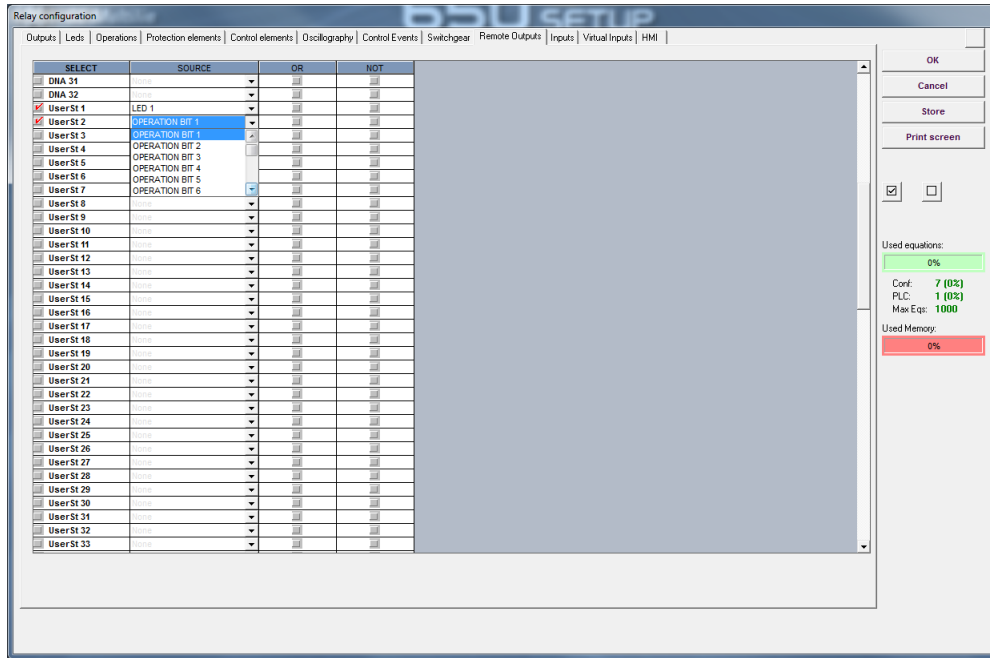 650 SETUP
Relay configuration
Outputs | Leds | Operations | Protection elements | Control elements | Oscillography | Control Events | Switchgear | Remote Outputs | Inputs | Virtual Inputs | HMI
SELECT SOURCE OR NOT
DNA 31 None
DNA 32 None
UserSt 1 LED 1
UserSt 2 OPERATION BIT 1
UserSt 3 OPERATION BIT 1
UserSt 4 OPERATION BIT 2
OPERATION BIT 3
UserSt 5 OPERATION BIT 4
UserSt 6 OPERATION BIT 5
UserSt 7 OPERATION BIT 6
UserSt 8 None
UserSt 9 None
UserSt 10 None
UserSt 11 None
UserSt 12 None
UserSt 13 None
UserSt 14 None
UserSt 15 None
UserSt 16 None
UserSt 17 None
UserSt 18 None
UserSt 19 None
UserSt 20 None
UserSt 21 None
UserSt 22 None
UserSt 23 None
UserSt 24 None
UserSt 25 None
UserSt 26 None
UserSt 27 None
UserSt 28 None
UserSt 29 None
UserSt 30 None
UserSt 31 None
UserSt 32 None
UserSt 33 None
OK
Cancel
Store
Print screen
Used equations:
0%
Conf: 7 (0%)
PLC: 1 (0%)
Max Eqs: 1000
Used Memory:
0%